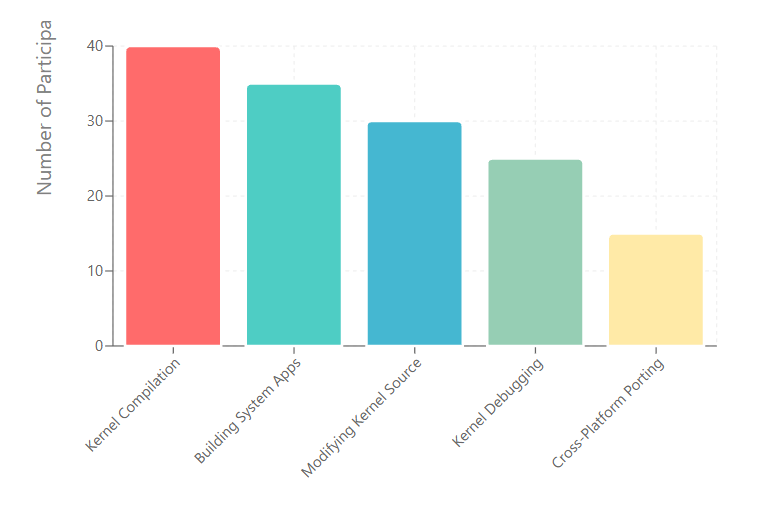 Number of Participa
40
30
20
10
0
Kernel Compilation
Building System Apps
Modifying Kernel Source
Kernel Debugging
Cross-Platform Porting